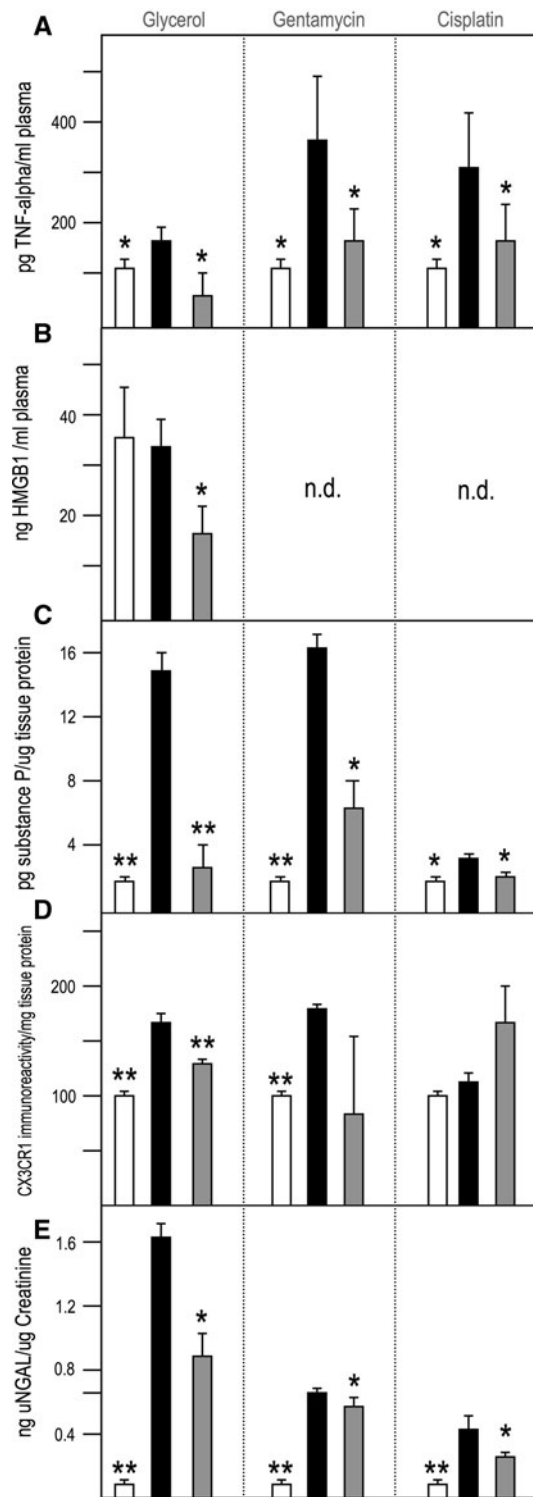 Glycerol Gentamycin Cisplatin
A
pg TNF-alpha/ml plasma
400
200
* * * * * *
B
ng HMGB1 /ml plasma
40
20
*
n.d. n.d.
C
pg substance P/ug tissue protein
16
12
8
4
** ** ** * * *
D
CX3CR1 immunoreactivity/mg tissue protein
200
100
** ** **
E
ng uNGAL/ug Creatinine
1.6
1.2
0.8
0.4
** * ** * ** *